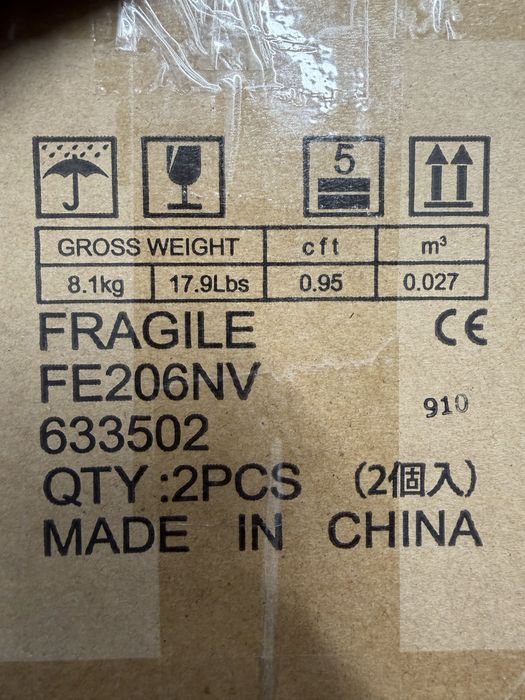 5
GROSS WEIGHT cft m³
8.1kg 17.9Lbs 0.95 0.027
FRAGILE CE
FE206NV
910
633502
QTY :2PCS (2個入)
MADE IN CHINA